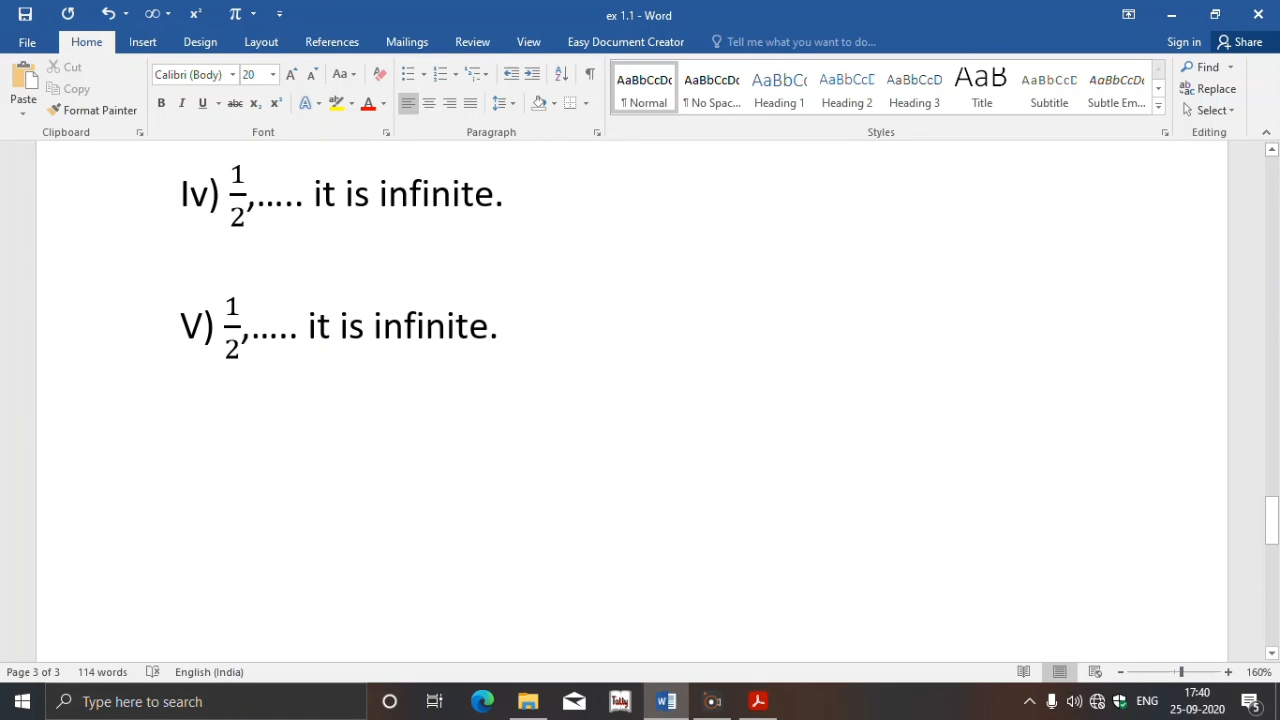 ex 1.1 - Word
File Home Insert Design Layout References Mailings Review View Easy Document Creator Tell me what you want to do... Sign in Share
Paste Cut Copy Format Painter
Calibri (Body) 20
AaBbCcDc AaBbCcDc AaBbCc AaBbCcD AaBbCcD AaB AaBbCcD AaBbCcD
¶ Normal ¶ No Spac... Heading Heading 2 Heading 3 Title Subtitle Subtle Em...
Find Replace Select
Clipboard Font Paragraph Styles Editing
Iv) 1/2,..... it is infinite.
V) 1/2,..... it is infinite.
Page 3 of 3 114 words English (India) 160%
Type here to search Tally ENG 17:40
25-09-2020 5